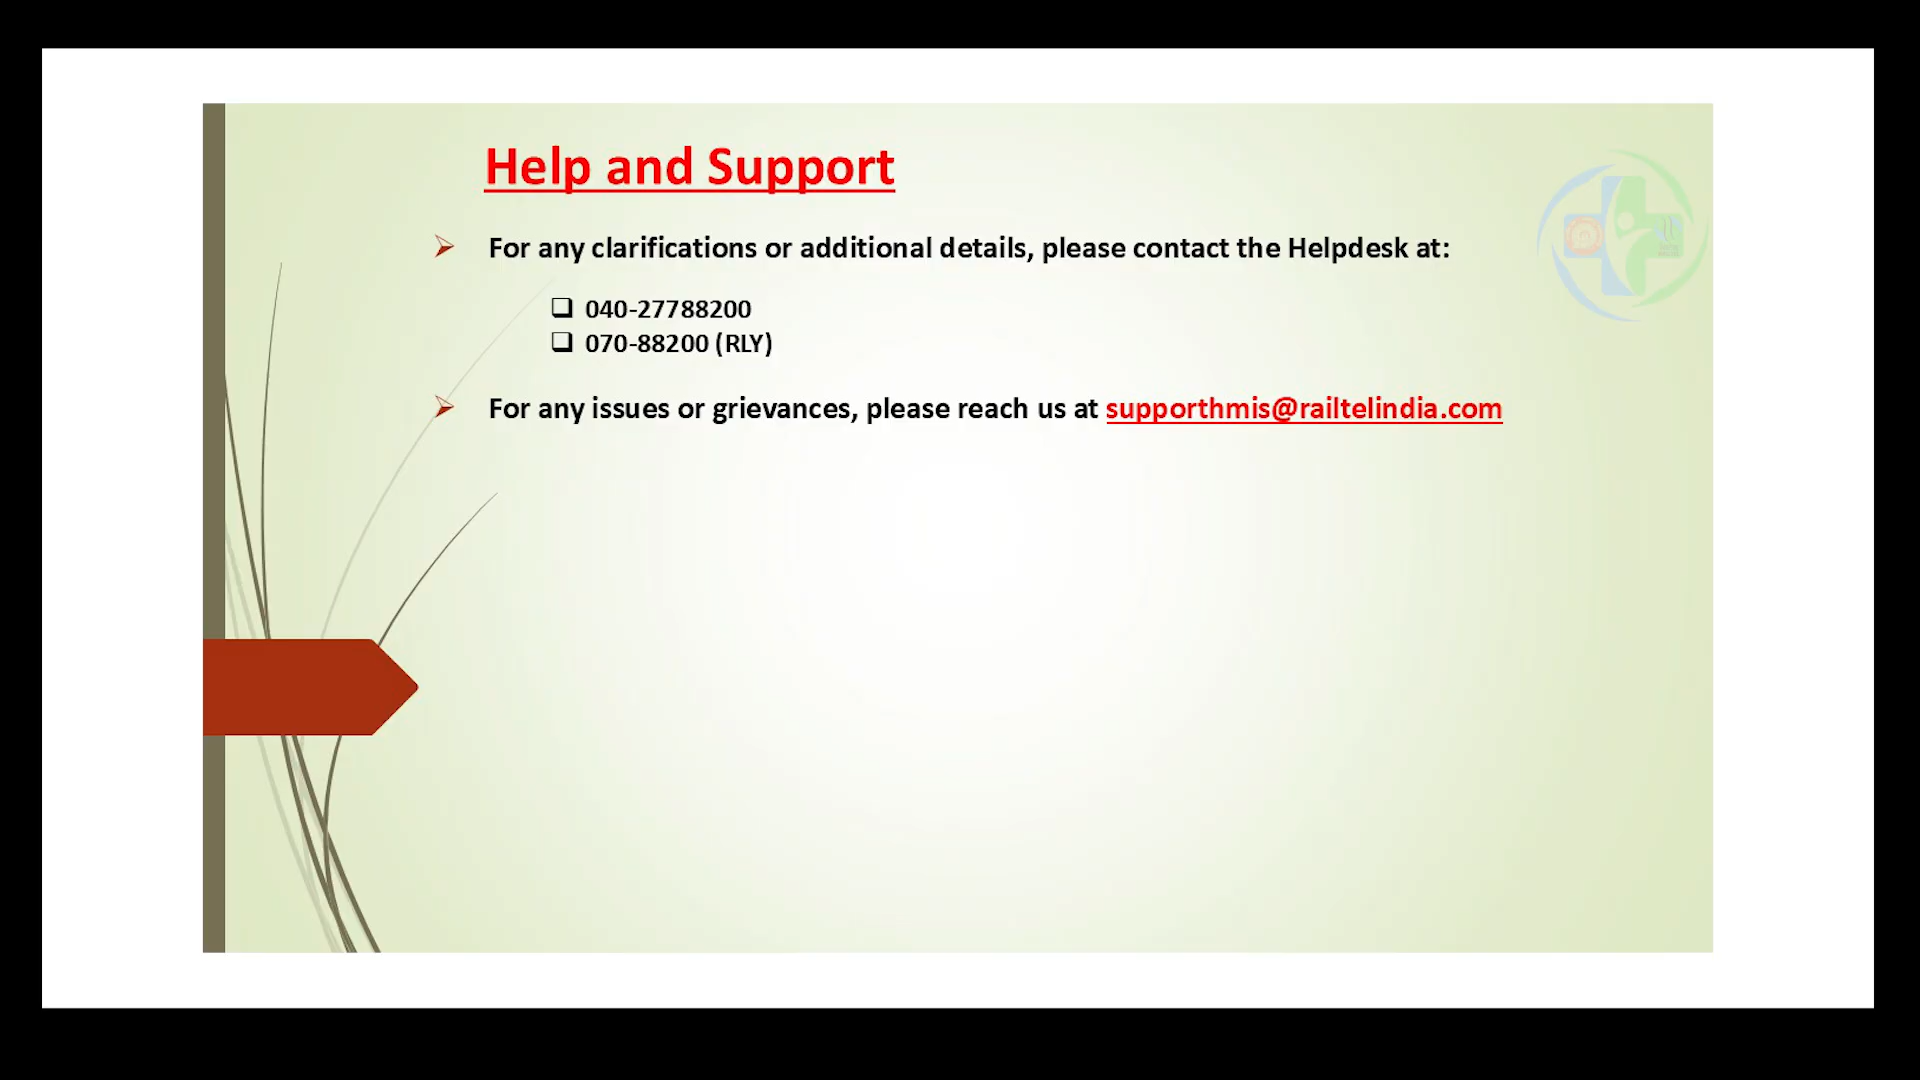 Help and Support
For any clarifications or additional details, please contact the Helpdesk at:
040-27788200
070-88200 (RLY)
For any issues or grievances, please reach us at supporthmis@railtelindia.com